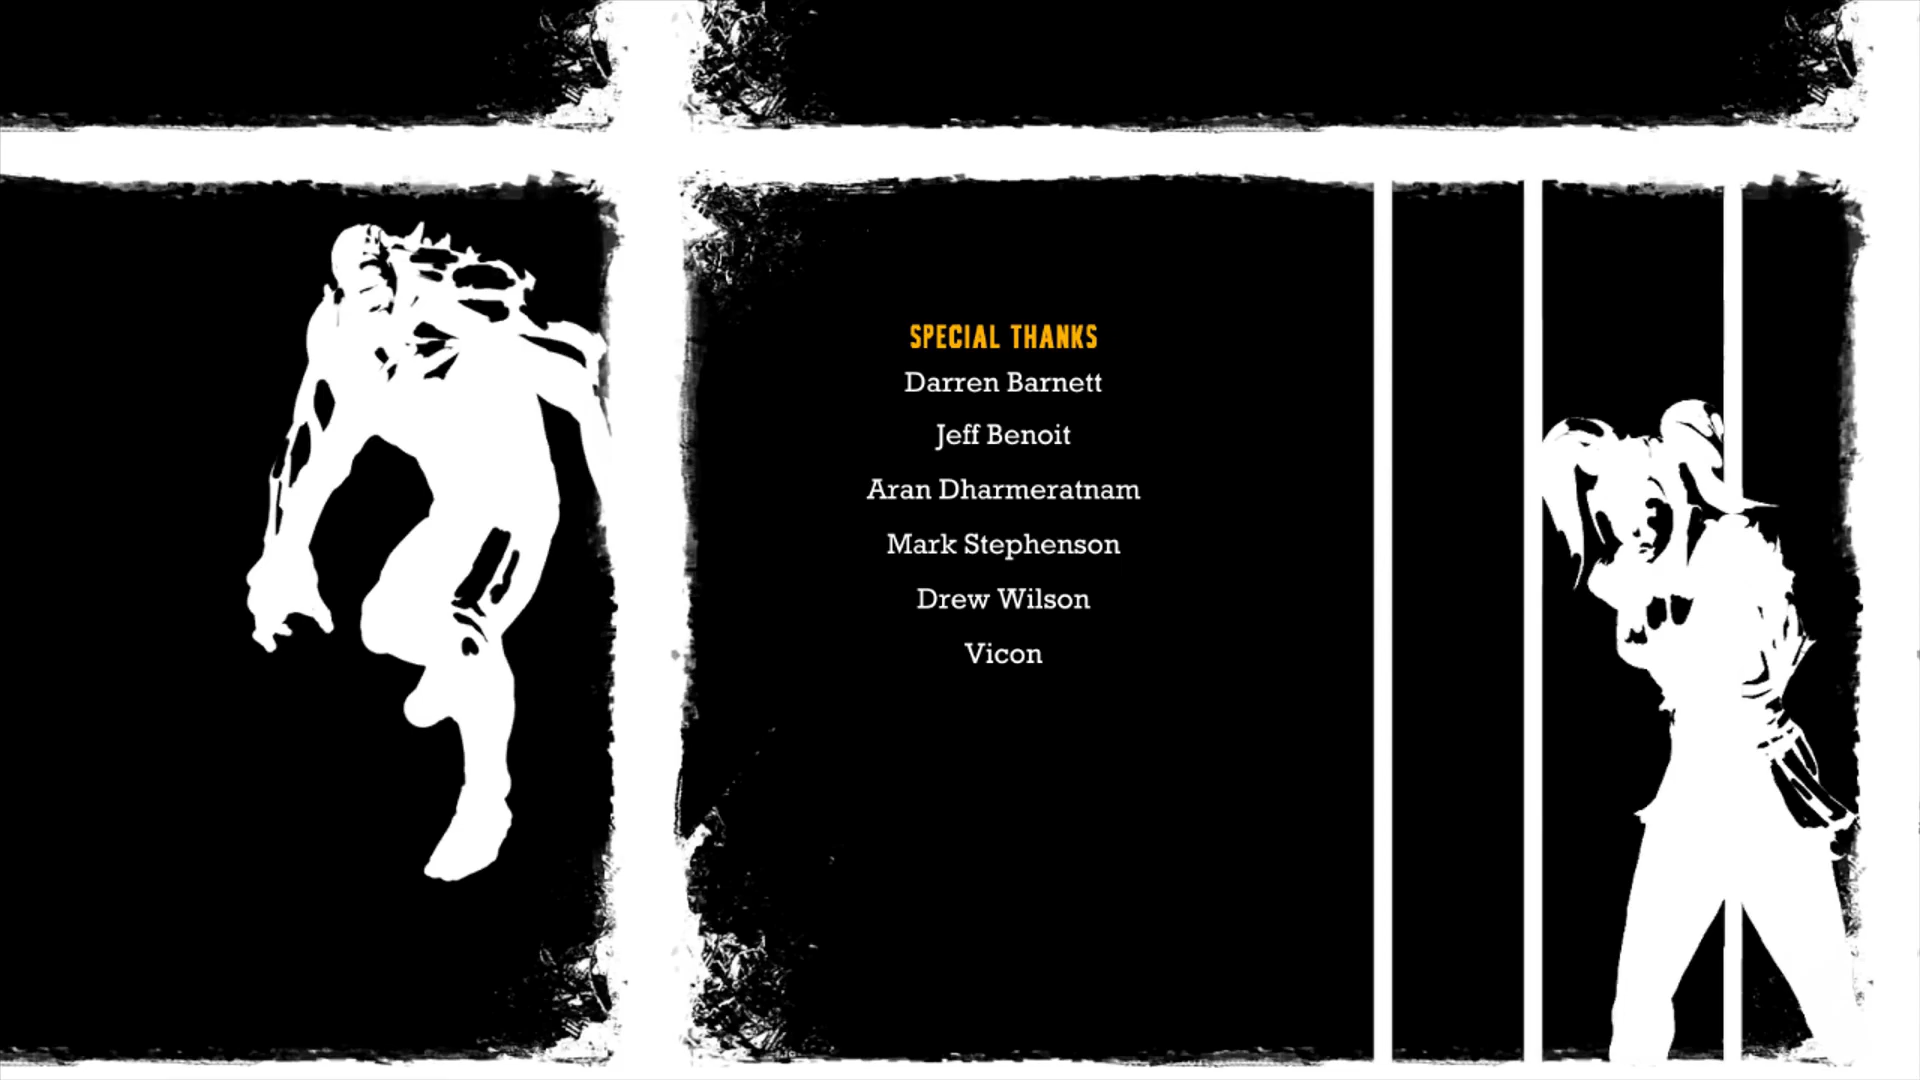 SPECIAL THANKS
Darren Barnett
Jeff Benoit
Aran Dharmeratnam
Mark Stephenson
Drew Wilson
Vicon